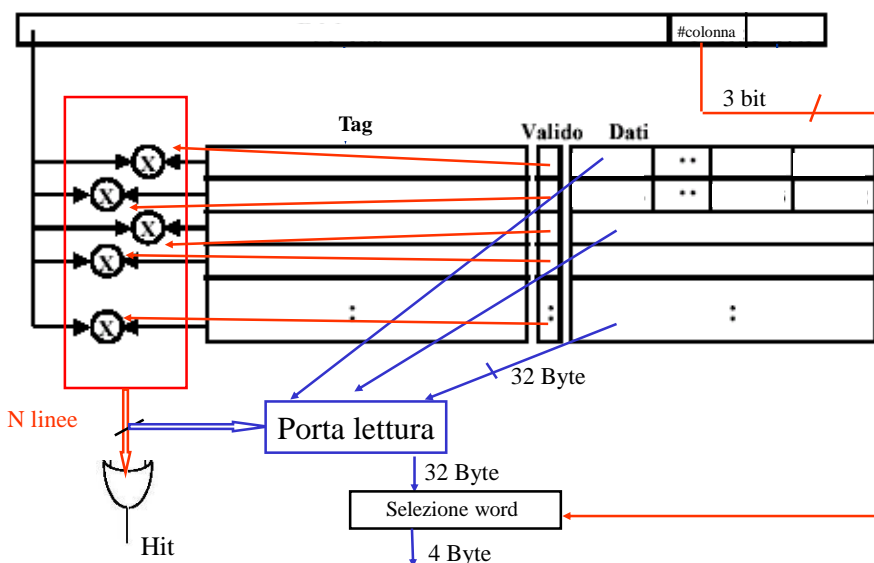 #colonna
3 bit
Tag Valido Dati
X
X
X
X
X
32 Byte
N linee
Porta lettura
32 Byte
Selezione word
Hit
4 Byte